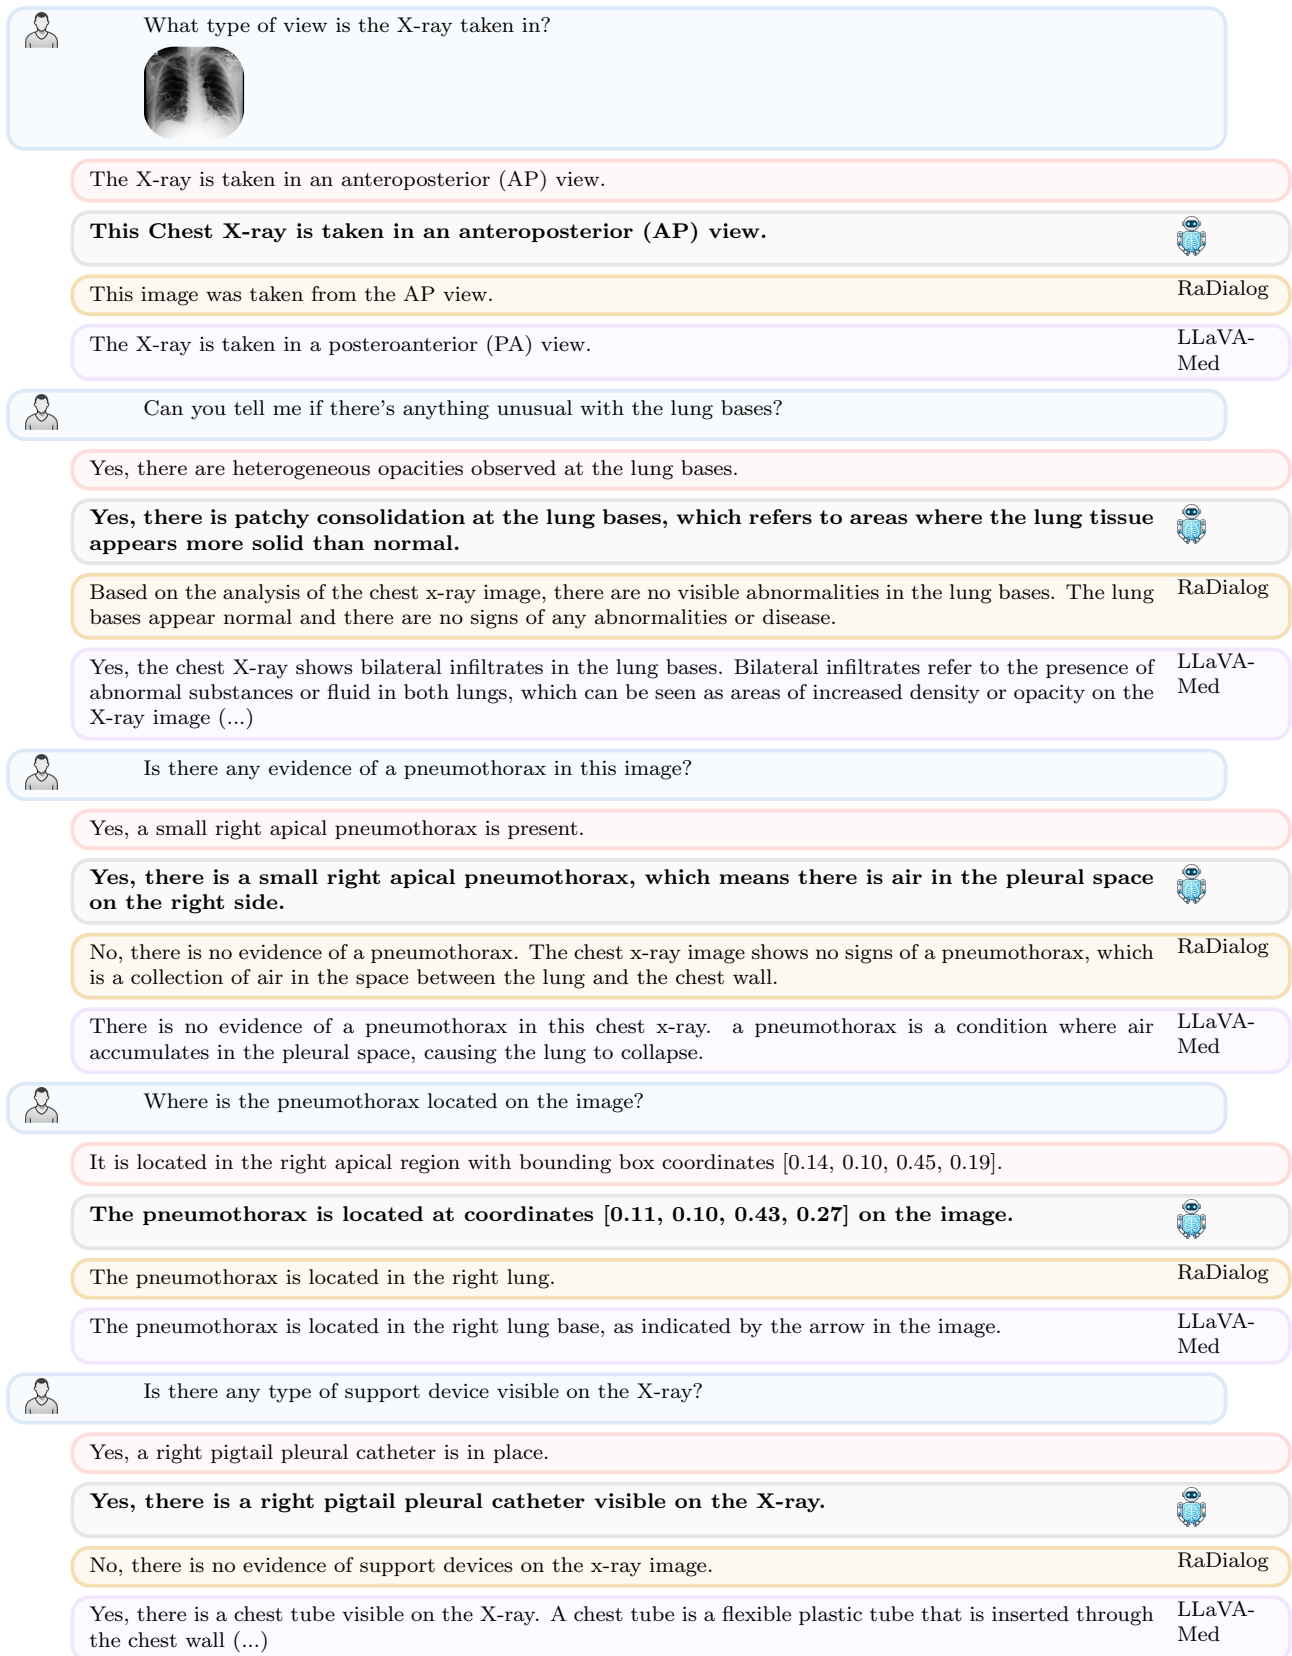 What type of view is the X-ray taken in?
The X-ray is taken in an anteroposterior (AP) view.
This Chest X-ray is taken in an anteroposterior (AP) view.
This image was taken from the AP view.
RaDialog
The X-ray is taken in a posteroanterior (PA) view.
LLaVA-
Med
Can you tell me if there's anything unusual with the lung bases?
Yes, there are heterogeneous opacities observed at the lung bases.
Yes, there is patchy consolidation at the lung bases, which refers to areas where the lung tissue
appears more solid than normal.
Based on the analysis of the chest x-ray image, there are no visible abnormalities in the lung bases. The lung
bases appear normal and there are no signs of any abnormalities or disease.
RaDialog
Yes, the chest X-ray shows bilateral infiltrates in the lung bases. Bilateral infiltrates refer to the presence of
abnormal substances or fluid in both lungs, which can be seen as areas of increased density or opacity on the
X-ray image (...)
LLaVA-
Med
Is there any evidence of a pneumothorax in this image?
Yes, a small right apical pneumothorax is present.
Yes, there is a small right apical pneumothorax, which means there is air in the pleural space
on the right side.
No, there is no evidence of a pneumothorax. The chest x-ray image shows no signs of a pneumothorax, which
is a collection of air in the space between the lung and the chest wall.
RaDialog
There is no evidence of a pneumothorax in this chest x-ray. a pneumothorax is a condition where air
accumulates in the pleural space, causing the lung to collapse.
LLaVA-
Med
Where is the pneumothorax located on the image?
It is located in the right apical region with bounding box coordinates [0.14, 0.10, 0.45, 0.19].
The pneumothorax is located at coordinates [0.11, 0.10, 0.43, 0.27] on the image.
The pneumothorax is located in the right lung.
RaDialog
The pneumothorax is located in the right lung base, as indicated by the arrow in the image.
LLaVA-
Med
Is there any type of support device visible on the X-ray?
Yes, a right pigtail pleural catheter is in place.
Yes, there is a right pigtail pleural catheter visible on the X-ray.
No, there is no evidence of support devices on the x-ray image.
RaDialog
Yes, there is a chest tube visible on the X-ray. A chest tube is a flexible plastic tube that is inserted through
the chest wall (...)
LLaVA-
Med